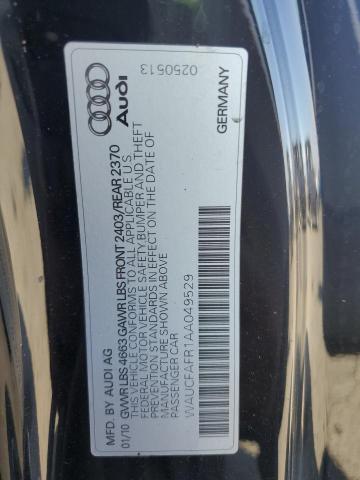 Audi
0250513
GERMANY
MFD. BY AUDI AG
01/10 GVWR LBS 4663 GAWR LBS FRONT 2403/REAR 2370
THIS VEHICLE CONFORMS TO ALL APPLICABLE U.S.
FEDERAL MOTOR VEHICLE SAFETY, BUMPER AND THEFT
PREVENTION STANDARDS IN EFFECT ON THE DATE OF
MANUFACTURE SHOWN ABOVE
PASSENGER CAR
WAUCFAFR1AA049529